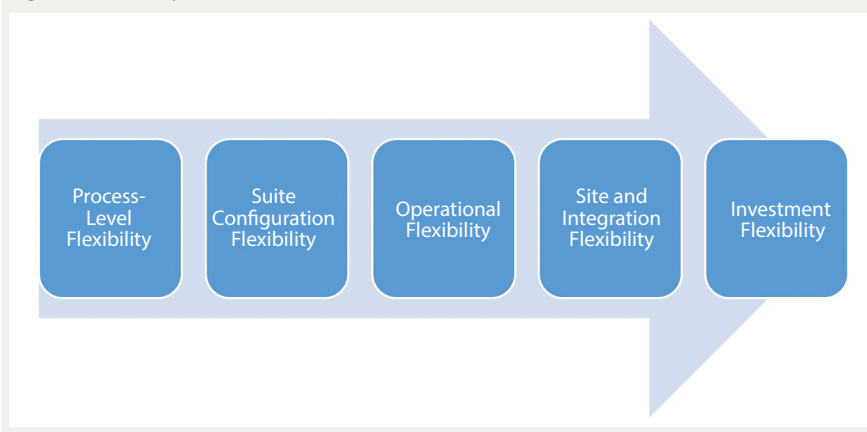 Process-
Level
Flexibility
Suite
Configuration
Flexibility
Operational
Flexibility
Site and
Integration
Flexibility
Investment
Flexibility